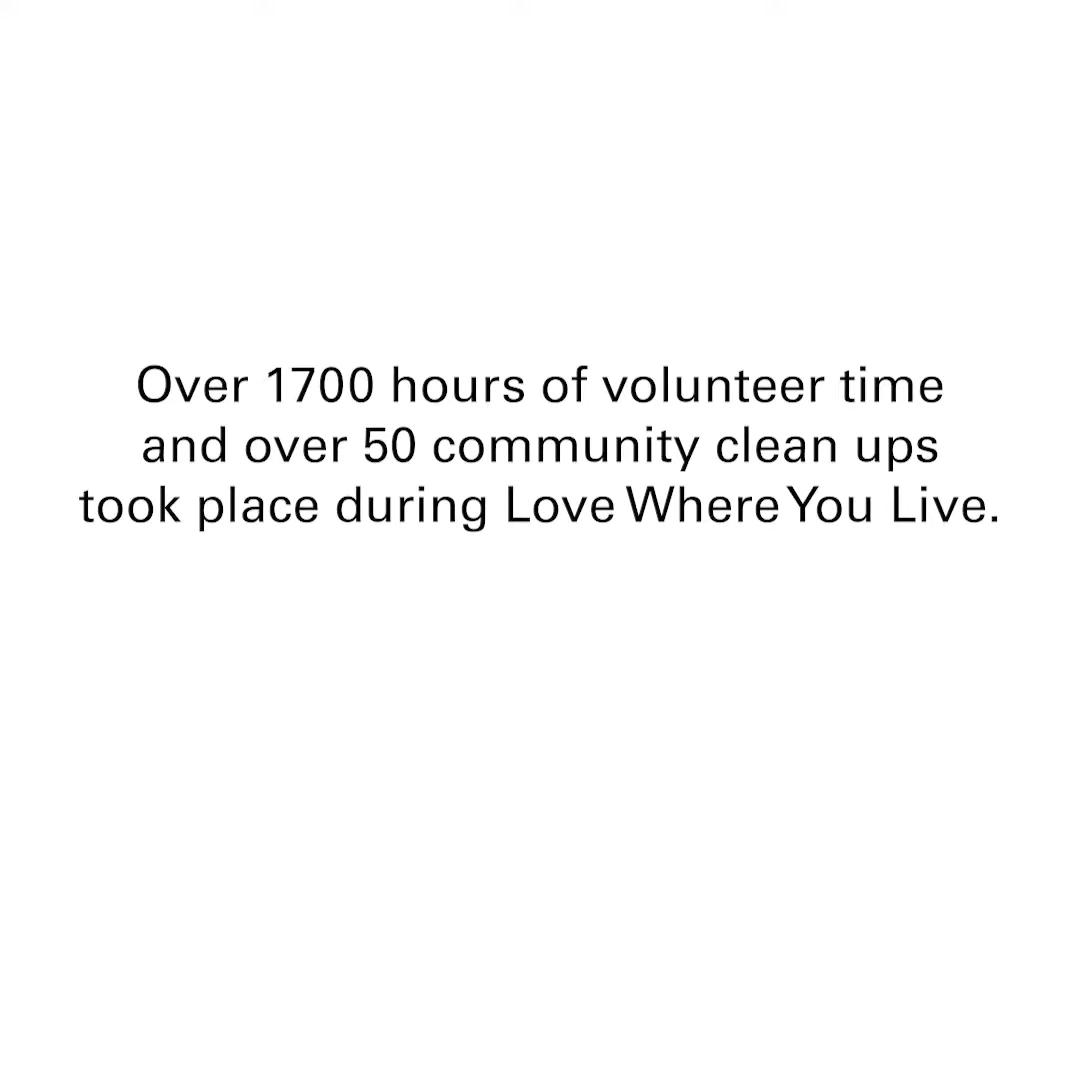 Over 1700 hours of volunteer time
and over 50 community clean ups
took place during Love Where You Live.